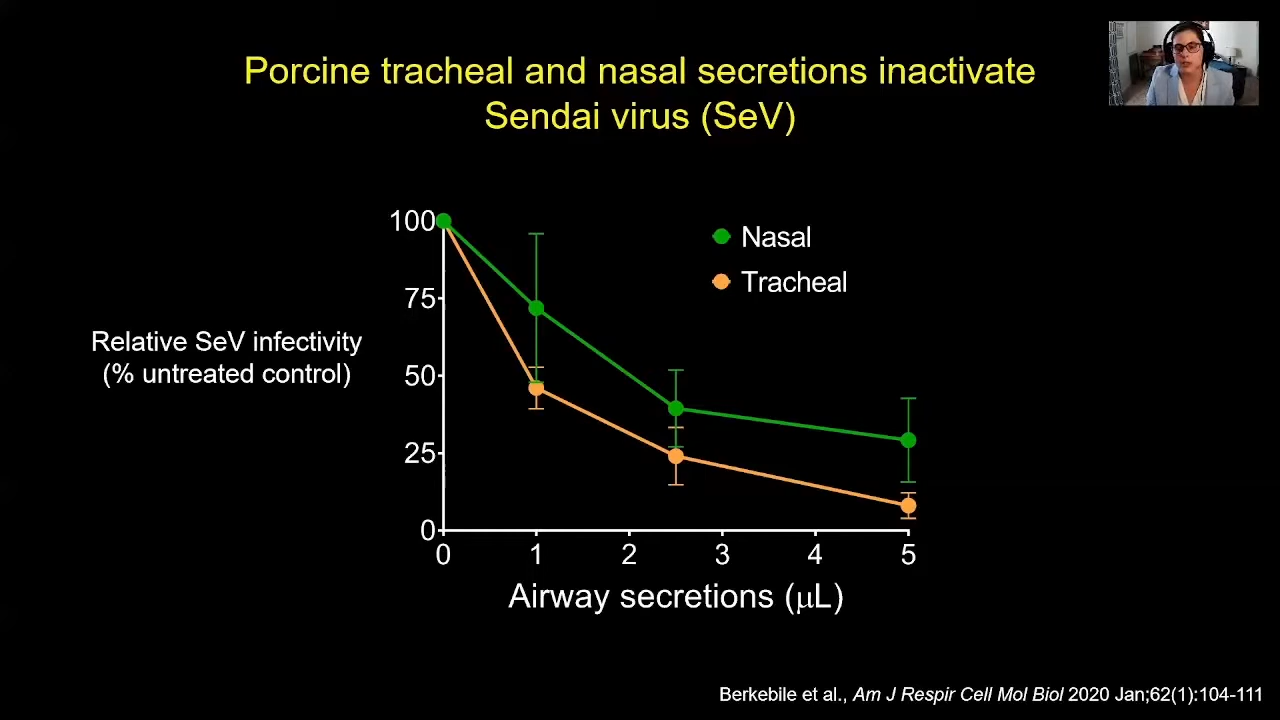 Porcine tracheal and nasal secretions inactivate
Sendai virus (SeV)
100
75
50
25
0
Relative SeV infectivity
(% untreated control)
Nasal
Tracheal
0 1 2 3 4 5
Airway secretions (μL)
Berkebile et al., Am J Respir Cell Mol Biol 2020 Jan;62(1):104-111